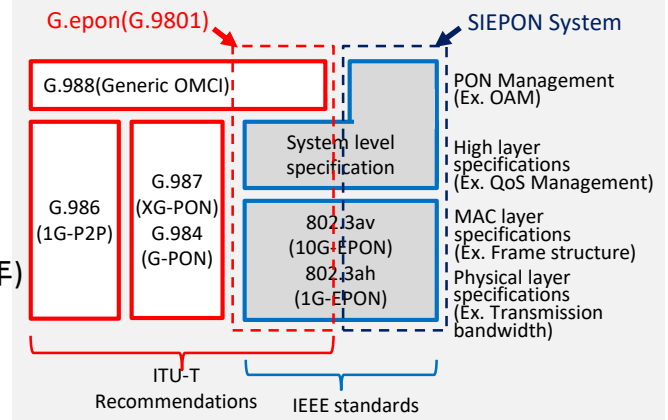 G.epon(G.9801)
SIEPON System
G.988(Generic OMCI)
PON Management
(Ex. OAM)
System level
specification
High layer
specifications
(Ex. QoS Management)
G.986
(1G-P2P)
G.987
(XG-PON)
G.984
(G-PON)
802.3av
(10G-EPON)
802.3ah
(1G-EPON)
MAC layer
specifications
(Ex. Frame structure)
Physical layer
specifications
(Ex. Transmission
bandwidth)
ITU-T
Recommendations
IEEE standards